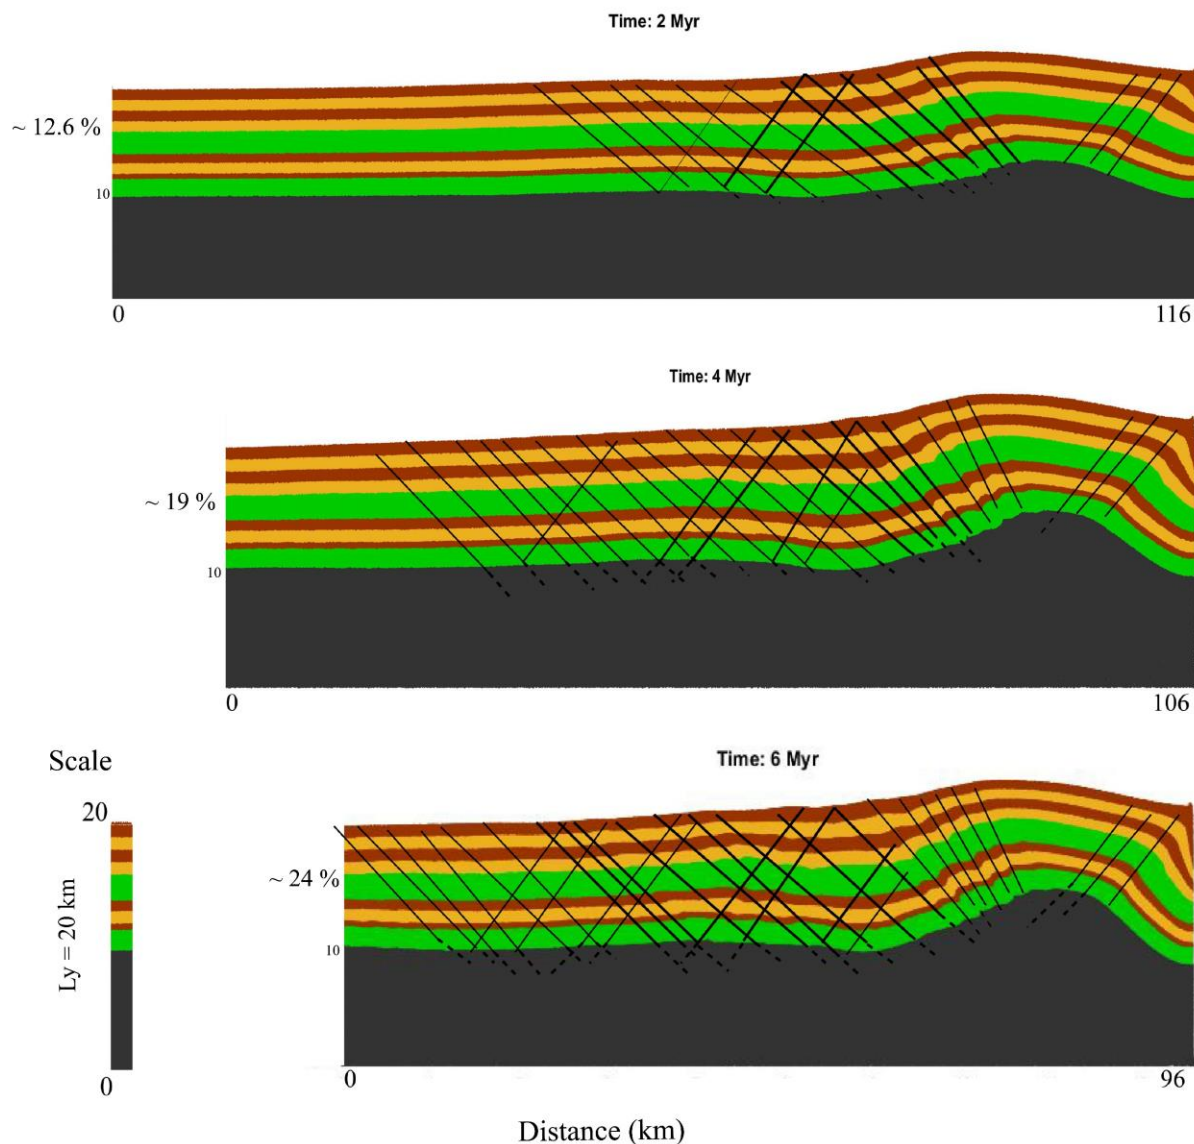 Time: 2 Myr
~ 12.6 %
10
0 116
Time: 4 Myr
~ 19 %
10
0 106
Time: 6 Myr
Scale
20
~ 24 %
Ly = 20 km
10
0
0 96
Distance (km)